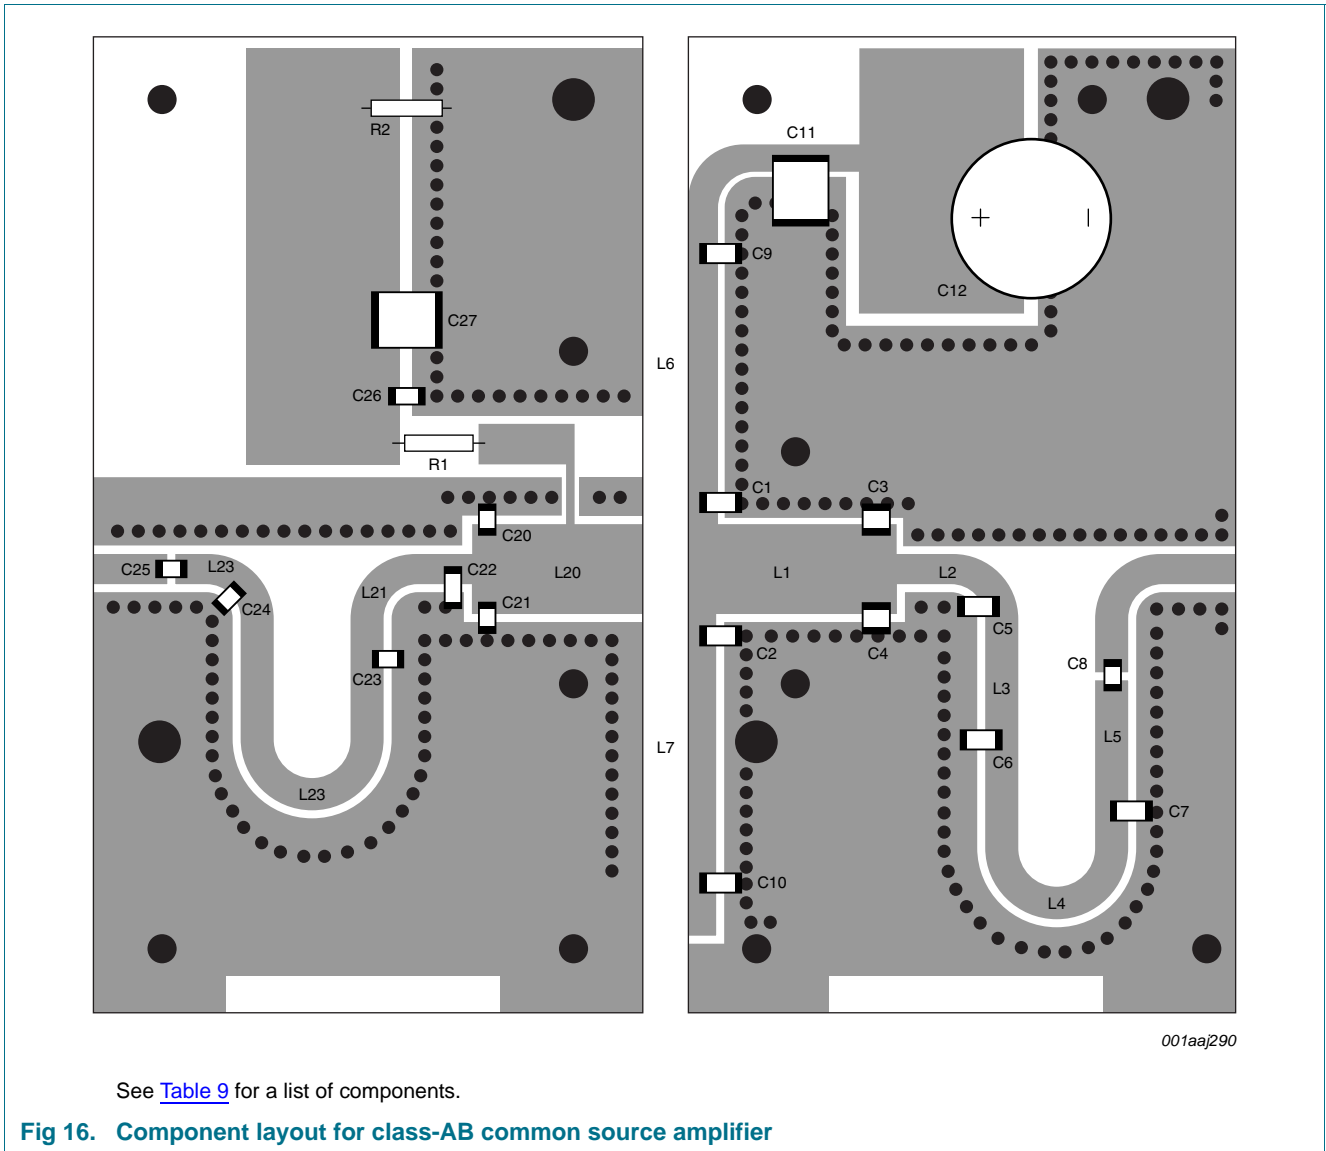 R2
C27
C26
R1
C20
L23
C25
C24
L21
C22
C21
L20
C23
L23
L6
L7
C11
C9
+
–
C12
C1
C3
L1
L2
C5
C2
C4
L3
C8
C6
L5
C7
C10
L4
001aaj290
See Table 9 for a list of components.
Fig 16. Component layout for class-AB common source amplifier